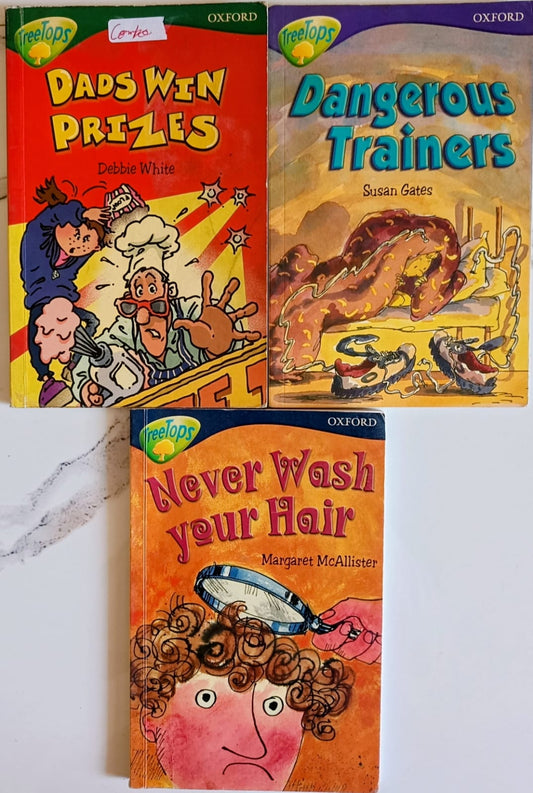 TreeTops
OXFORD
DADS WIN
PRIZES
Debbie White
TreeTops
OXFORD
Dangerous
Trainers
Susan Gates
TreeTops
OXFORD
Never Wash
your Hair
Margaret McAllister